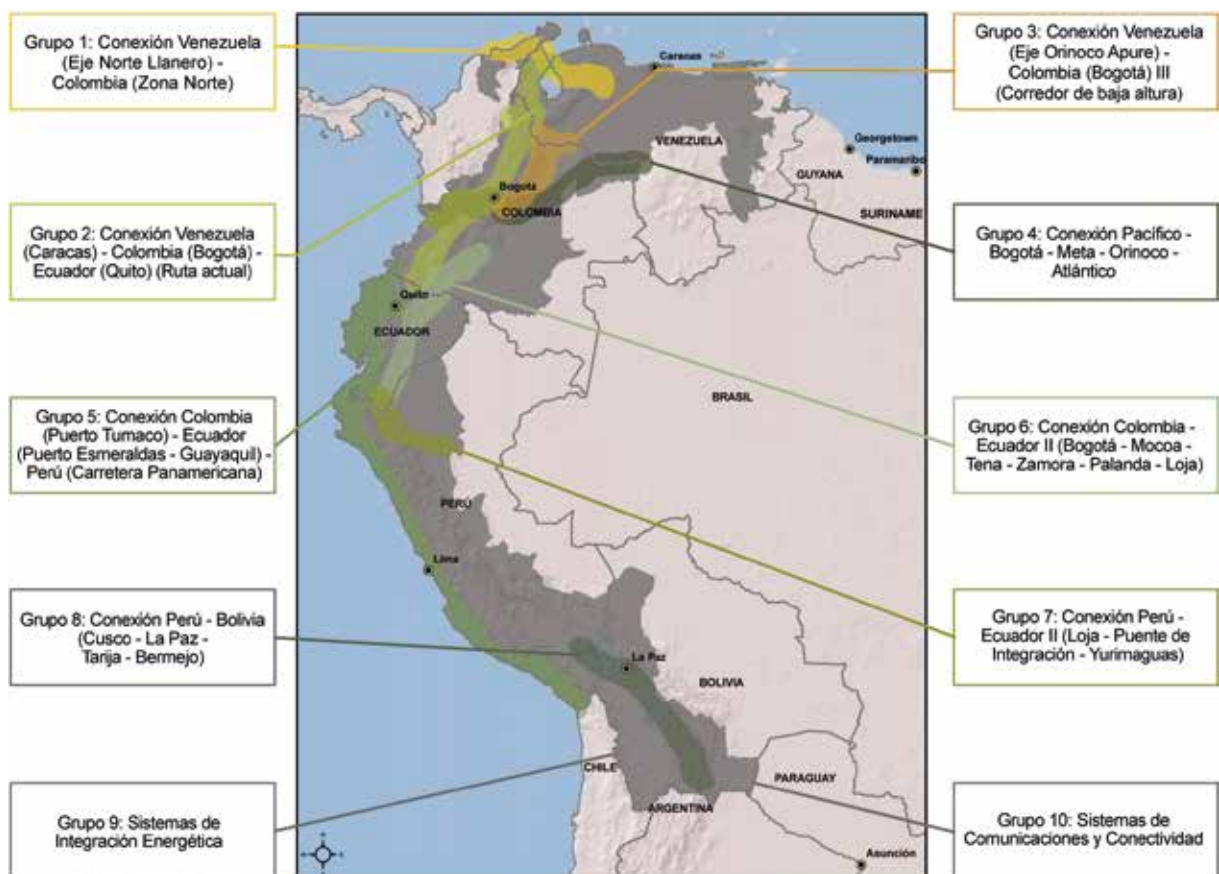 Grupo 1: Conexión Venezuela
(Eje Norte Llanero) -
Colombia (Zona Norte)
Grupo 2: Conexión Venezuela
(Caracas) - Colombia (Bogotá) -
Ecuador (Quito) (Ruta actual)
Grupo 5: Conexión Colombia
(Puerto Tumaco) - Ecuador
(Puerto Esmeraldas - Guayaquil) -
Perú (Carretera Panamericana)
Grupo 8: Conexión Perú - Bolivia
(Cusco - La Paz -
Tarija - Bermejo)
Grupo 9: Sistemas de
Integración Energética
Caracas
VENEZUELA
Georgetown
Paramaribo
GUYANA
SURINAME
Bogotá
COLOMBIA
Quito
ECUADOR
BRASIL
PERÚ
Lima
La Paz
BOLIVIA
CHILE
PARAGUAY
ARGENTINA
Asunción
Grupo 3: Conexión Venezuela
(Eje Orinoco Apure) -
Colombia (Bogotá) III
(Corredor de baja altura)
Grupo 4: Conexión Pacífico -
Bogotá - Meta - Orinoco -
Atlántico
Grupo 6: Conexión Colombia -
Ecuador II (Bogotá - Mocoa -
Tena - Zamora - Palanda - Loja)
Grupo 7: Conexión Perú -
Ecuador II (Loja - Puente de
Integración - Yurimaguas)
Grupo 10: Sistemas de
Comunicaciones y Conectividad